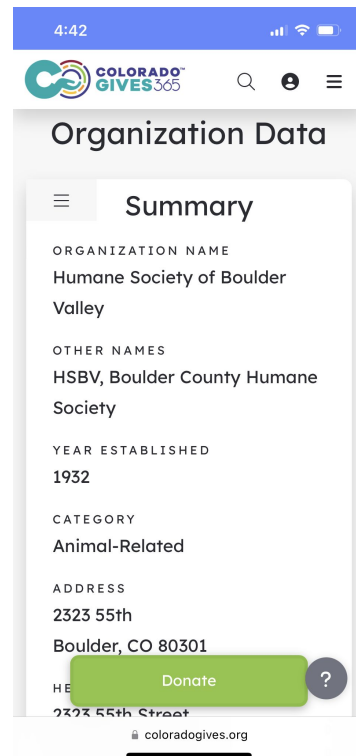 4:42
COLORADO™
GIVES365
Organization Data
Summary
ORGANIZATION NAME
Humane Society of Boulder
Valley
OTHER NAMES
HSBV, Boulder County Humane
Society
YEAR ESTABLISHED
1932
CATEGORY
Animal-Related
ADDRESS
2323 55th
Boulder, CO 80301
HE
Donate
?
2323 55th Street
coloradogives.org